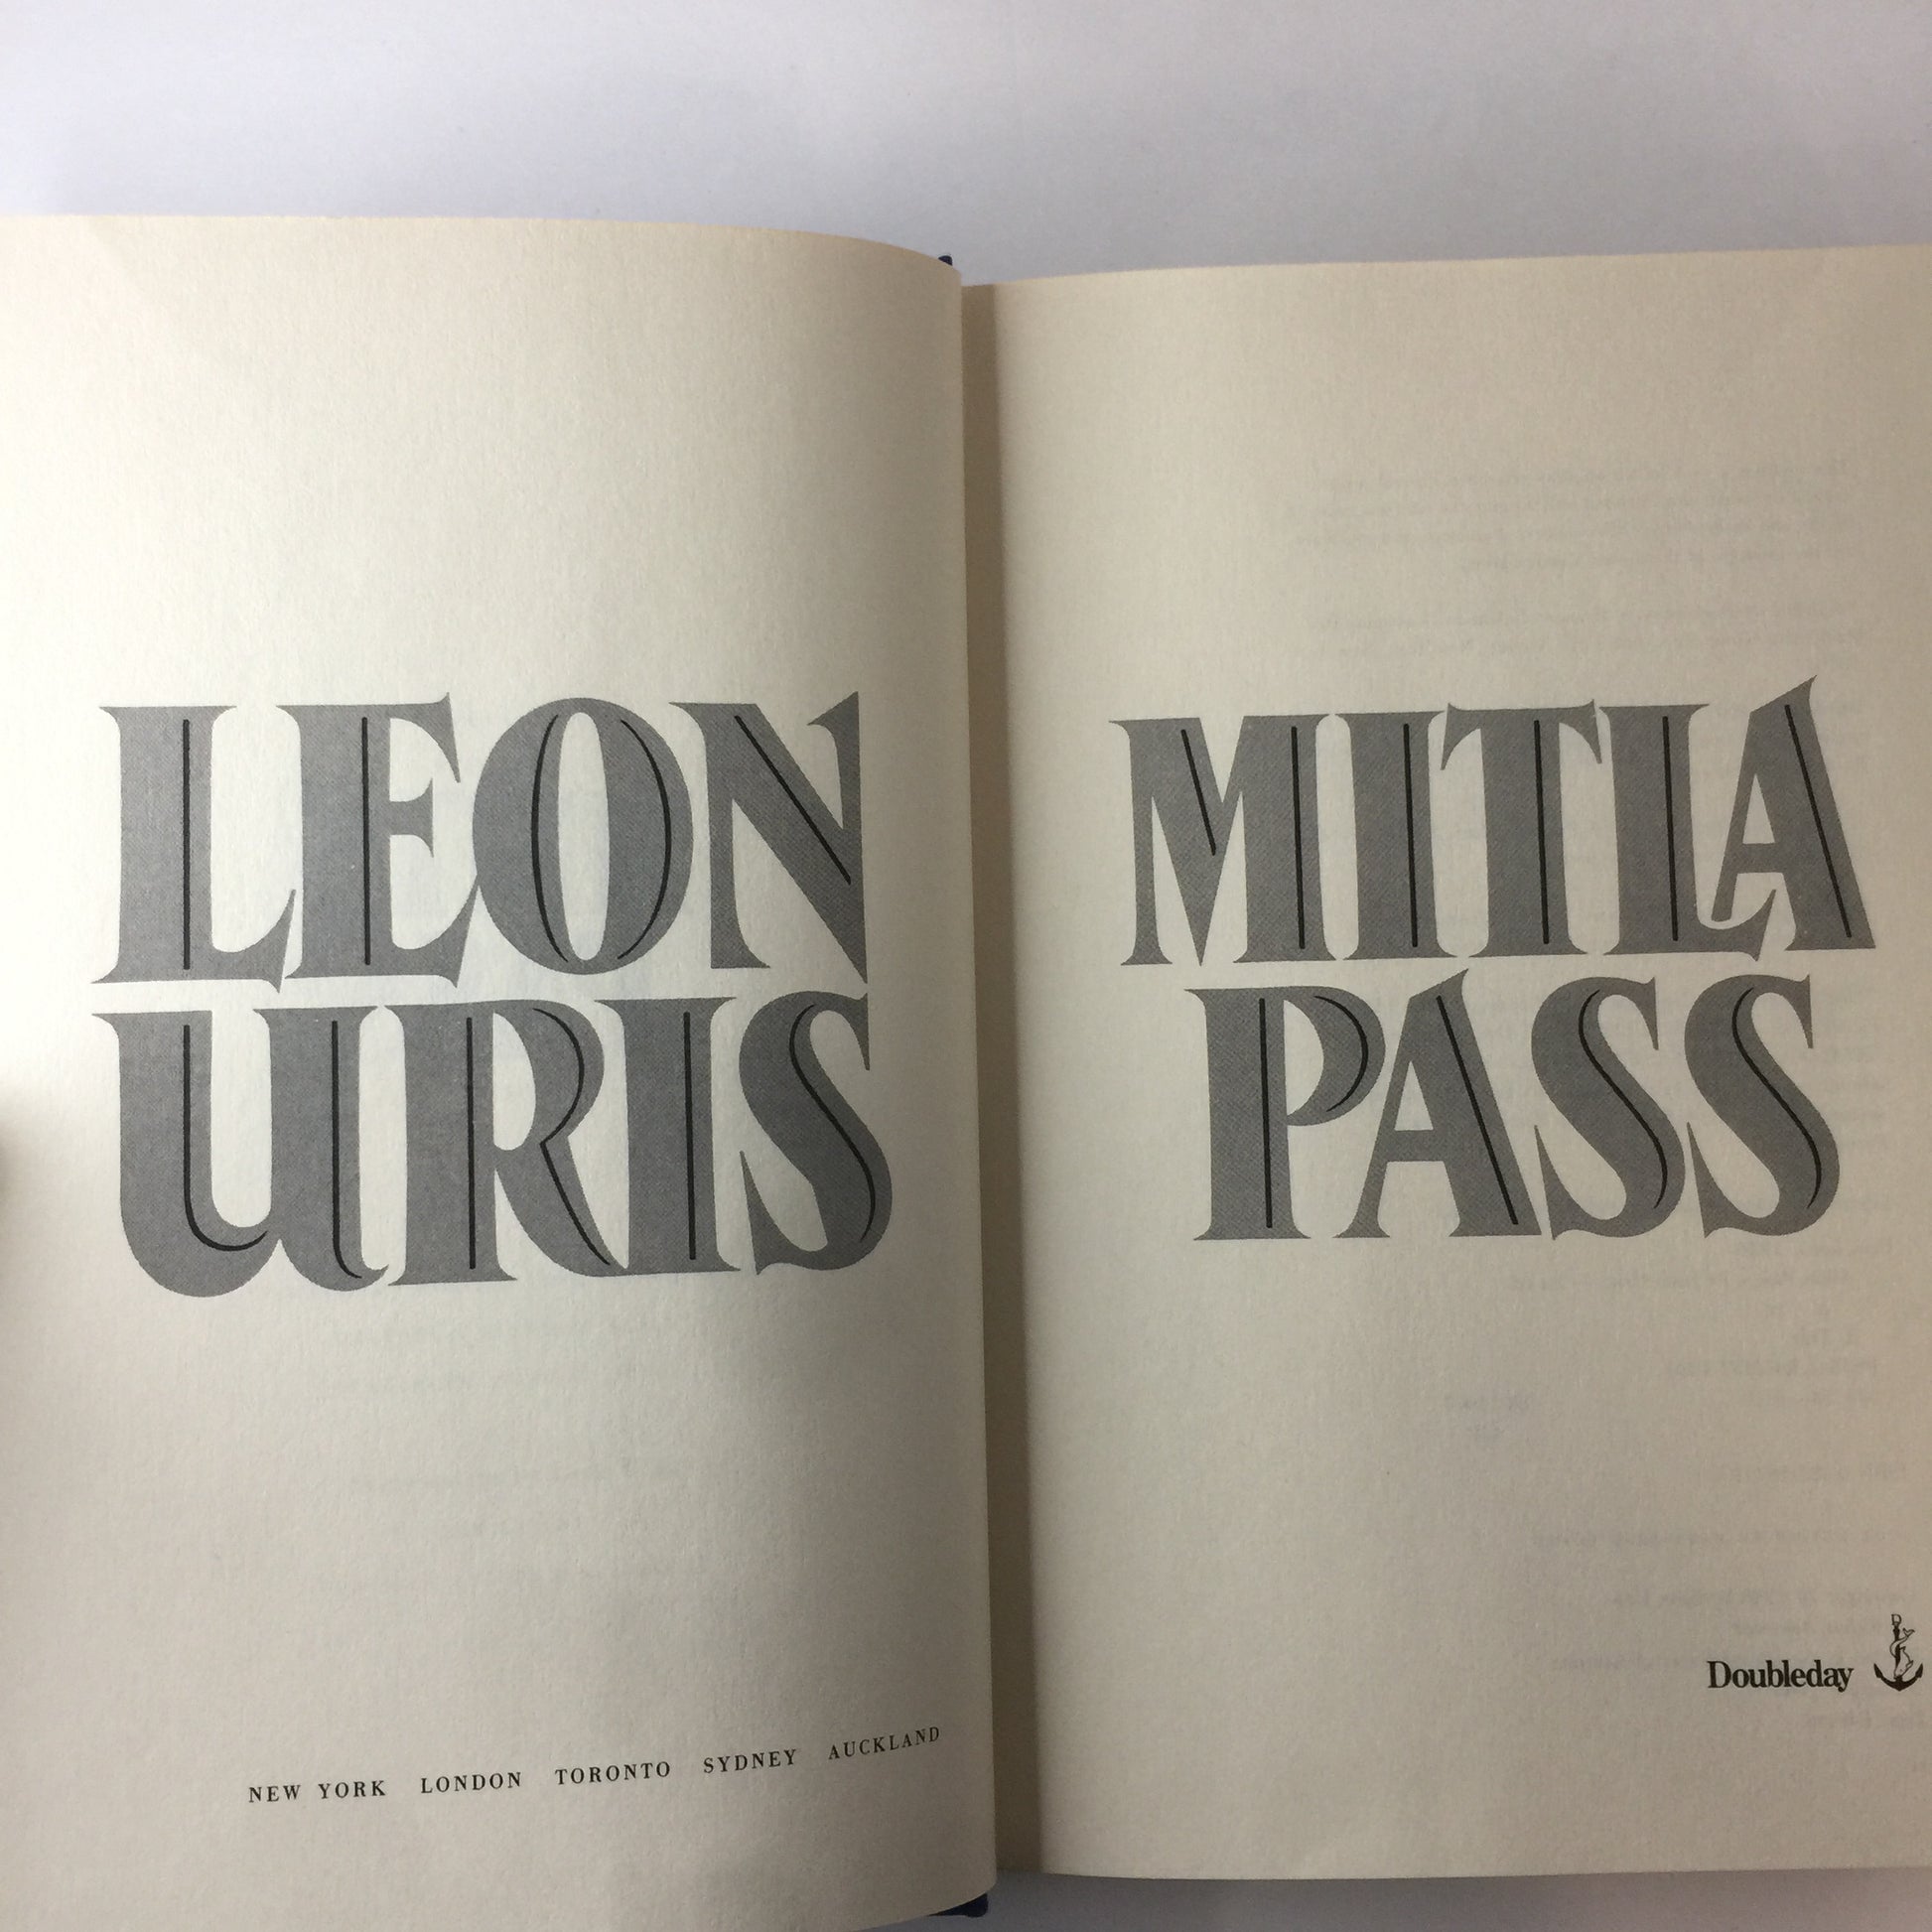 LEON
URIS
NEW YORK LONDON TORONTO SYDNEY AUCKLAND
MITLA
PASS
Doubleday